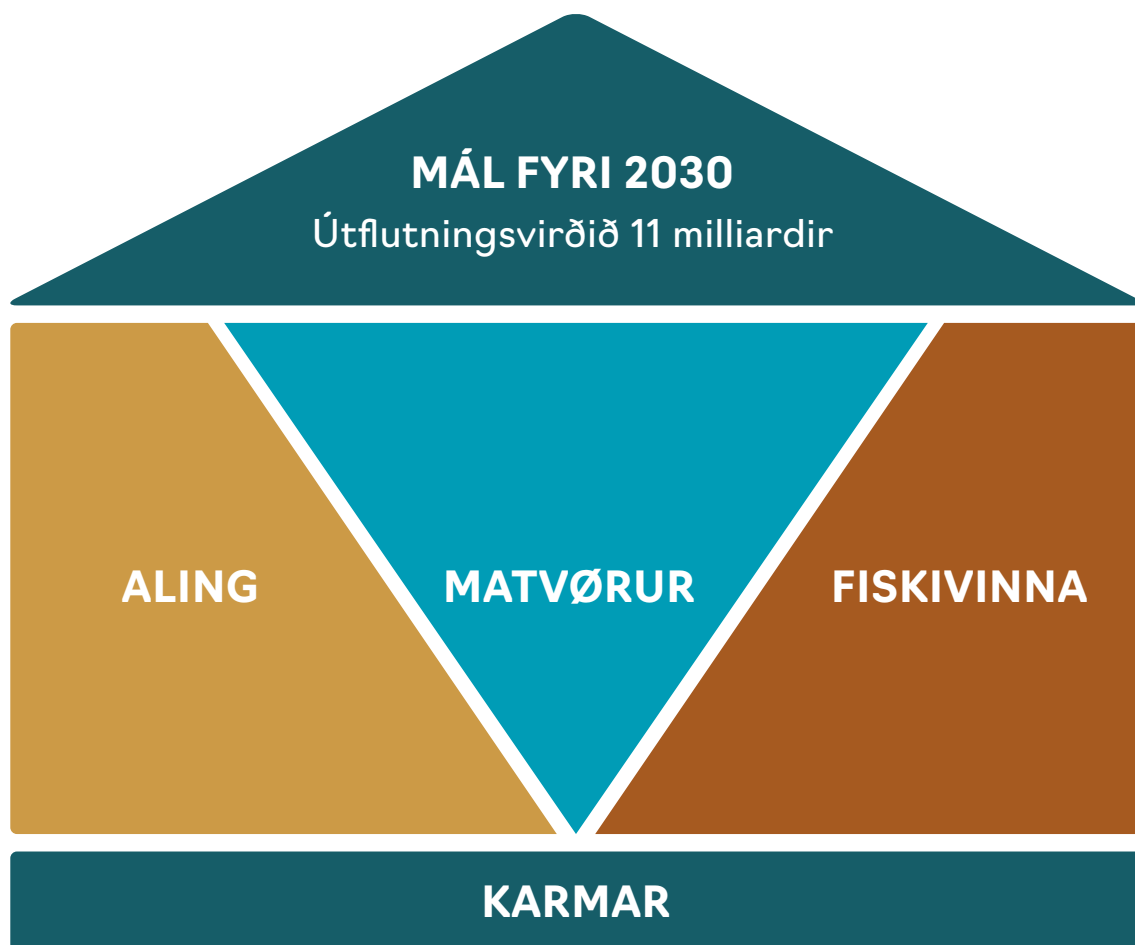 MÁL FYRI 2030
Útflutningsvirðið 11 milliardir
ALING
MATVØRUR
FISKIVINNA
KARMAR